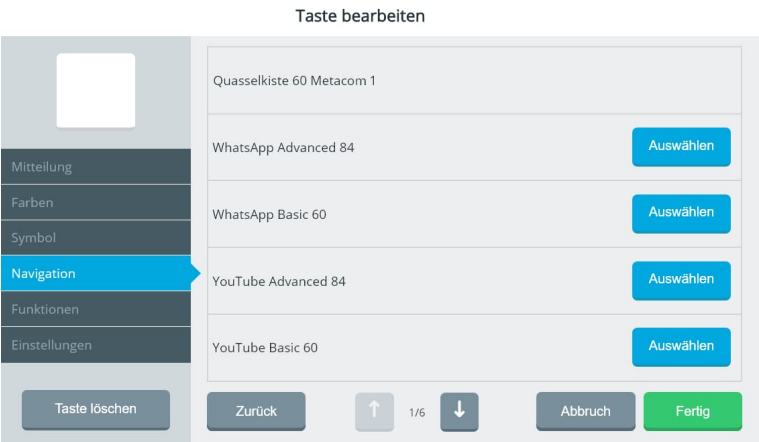 Taste bearbeiten
Quasselkiste 60 Metacom 1
WhatsApp Advanced 84
Auswählen
Mitteilung
Farben
WhatsApp Basic 60
Auswählen
Symbol
Navigation
YouTube Advanced 84
Auswählen
Funktionen
Einstellungen
YouTube Basic 60
Auswählen
Taste löschen
Zurück
↑
1/6
↓
Abbruch
Fertig